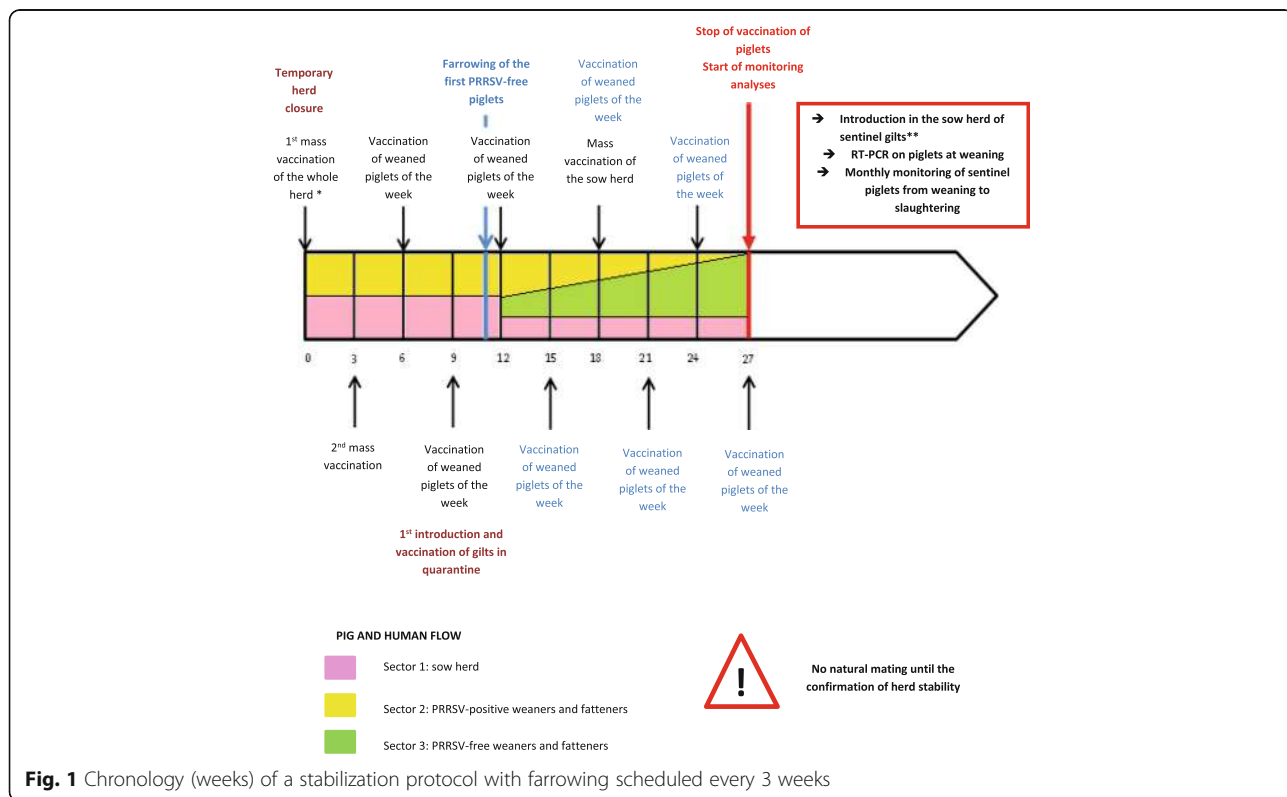 Stop of vaccination of
piglets
Start of monitoring
analyses
Temporary
herd
closure
Farrowing of the
first PRRSV-free
piglets
Vaccination
of weaned
piglets of the
week
1st mass
vaccination
of the whole
herd *
Vaccination
of weaned
piglets of the
week
Vaccination
of weaned
piglets of the
week
Mass
vaccination of
the sow herd
Vaccination
of weaned
piglets of
the week
➔ Introduction in the sow herd of
sentinel gilts**
➔ RT-PCR on piglets at weaning
➔ Monthly monitoring of sentinel
piglets from weaning to
slaughtering
0 3 6 9 12 15 18 21 24 27
2nd mass
vaccination
Vaccination
of weaned
piglets of the
week
Vaccination
of weaned
piglets of the
week
Vaccination
of weaned
piglets of the
week
Vaccination
of weaned
piglets of the
week
1st introduction and
vaccination of gilts in
quarantine
PIG AND HUMAN FLOW
Sector 1: sow herd
Sector 2: PRRSV-positive weaners and fatteners
Sector 3: PRRSV-free weaners and fatteners
!
No natural mating until the
confirmation of herd stability
Fig. 1 Chronology (weeks) of a stabilization protocol with farrowing scheduled every 3 weeks